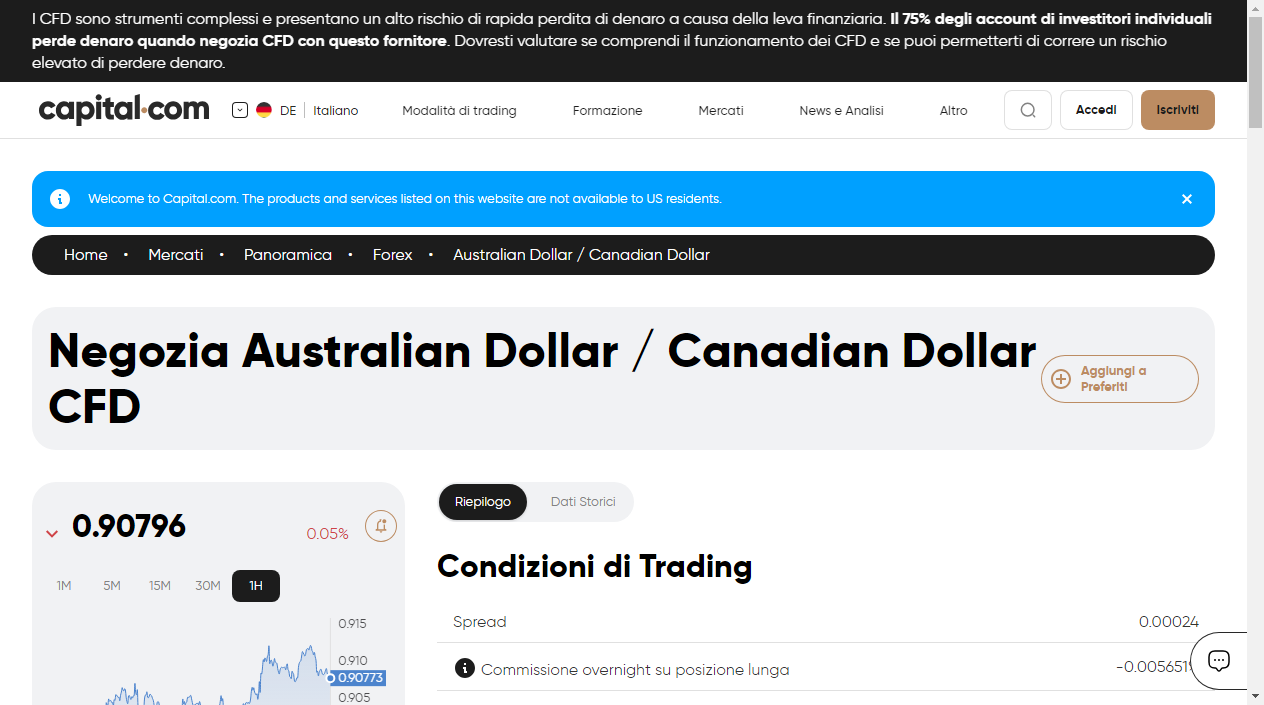 I CFD sono strumenti complessi e presentano un alto rischio di rapida perdita di denaro a causa della leva finanziaria. Il 75% degli account di investitori individuali
perde denaro quando negozia CFD con questo fornitore. Dovresti valutare se comprendi il funzionamento dei CFD e se puoi permetterti di correre un rischio
elevato di perdere denaro.
capital.com DE Italiano Modalità di trading Formazione Mercati News e Analisi Altro Accedi Iscriviti
Welcome to Capital.com. The products and services listed on this website are not available to US residents.
Home • Mercati • Panoramica • Forex • Australian Dollar / Canadian Dollar
Negozia Australian Dollar / Canadian Dollar
CFD
Aggiungi a
Preferiti
0.90796 0.05%
1M 5M 15M 30M 1H
0.915
0.910
0.90773
0.905
Riepilogo Dati Storici
Condizioni di Trading
Spread 0.00024
Commissione overnight su posizione lunga